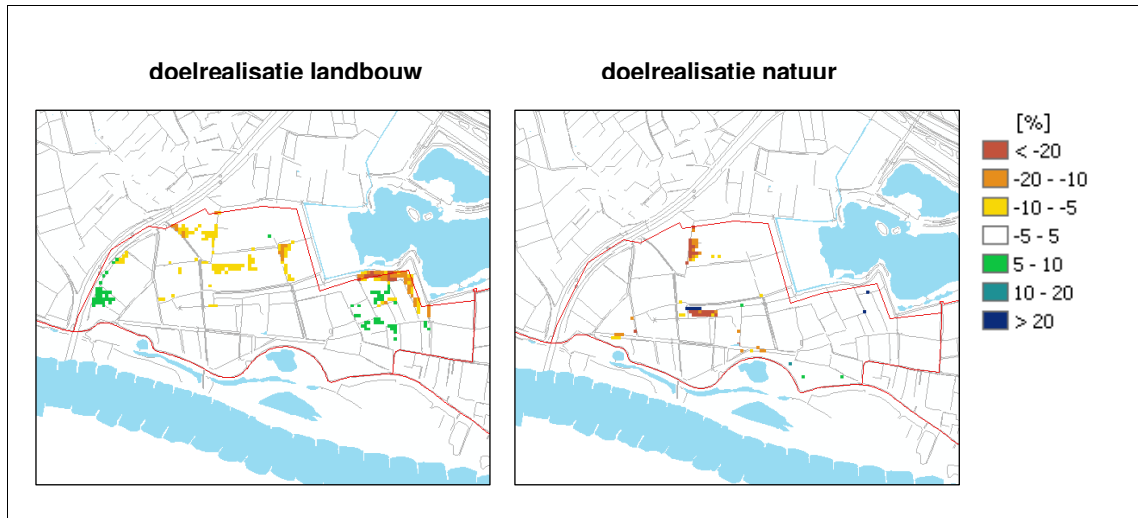 doelrealisatie landbouw
doelrealisatie natuur
[%]
< -20
-20 - -10
-10 - -5
-5 - 5
5 - 10
10 - 20
> 20